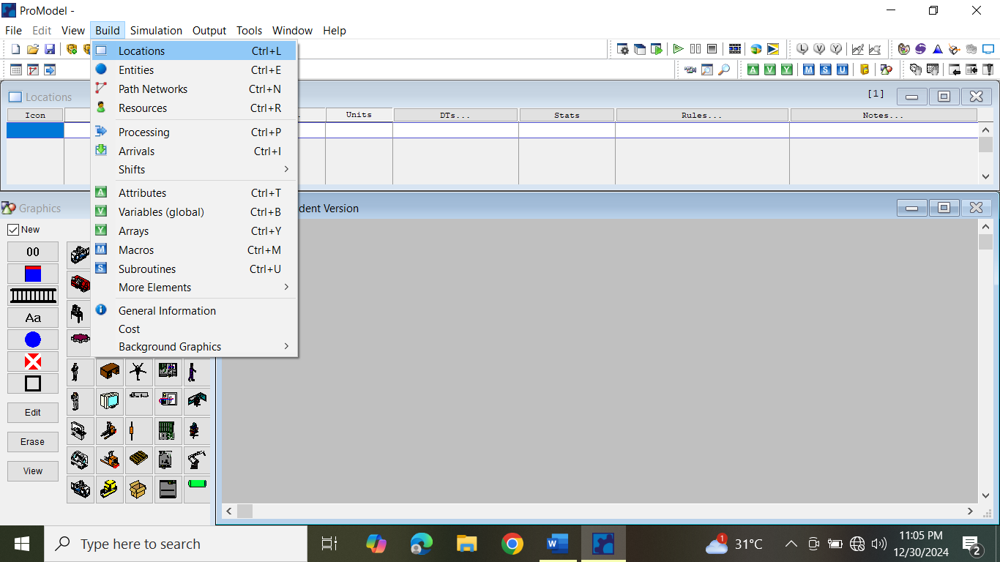 ProModel -
File Edit View Build Simulation Output Tools Window Help
Locations Ctrl+L
Entities Ctrl+E
Path Networks Ctrl+N
Resources Ctrl+R
Processing Ctrl+P
Arrivals Ctrl+I
Shifts
Attributes Ctrl+T
Variables (global) Ctrl+B
Arrays Ctrl+Y
Macros Ctrl+M
Subroutines Ctrl+U
More Elements
General Information
Cost
Background Graphics
L V Y
A V Y M S U
Locations [1]
Icon Units DTs... Stats Rules... Notes...
Graphics
dent Version
New
00
Aa
Edit
Erase
View
Type here to search
1
31°C
11:05 PM
12/30/2024
2